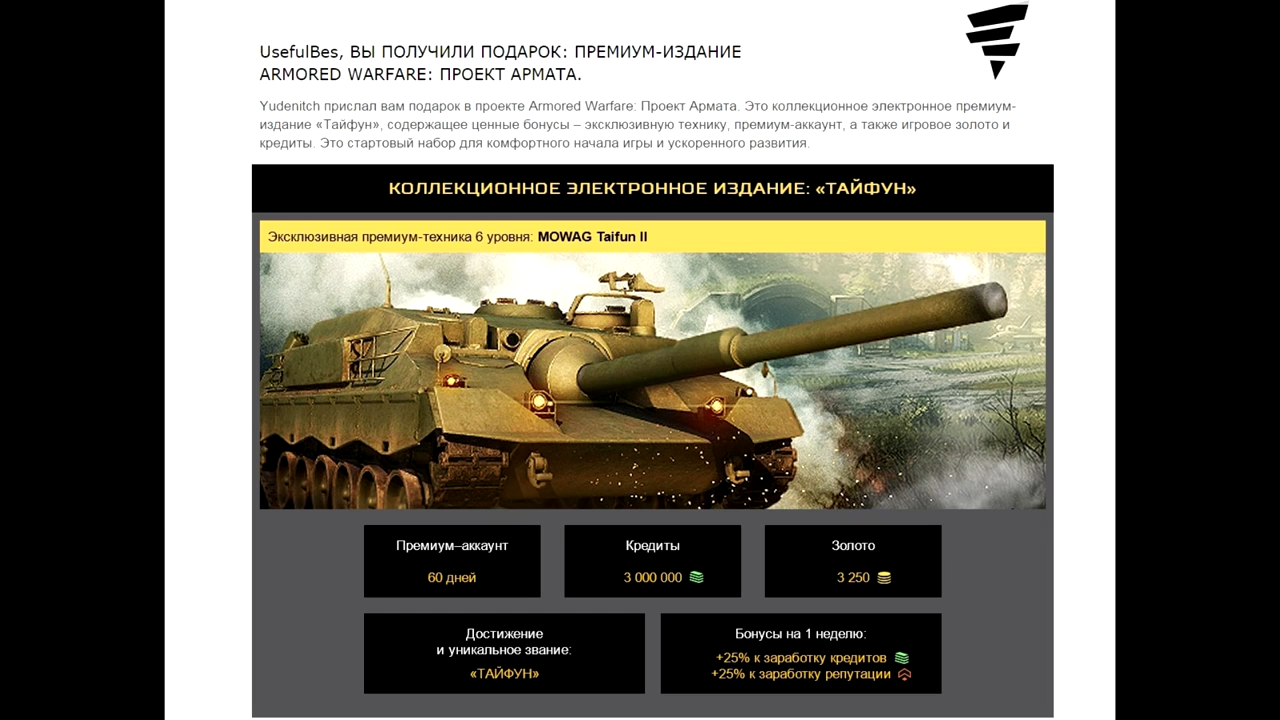 UsefulBes, ВЫ ПОЛУЧИЛИ ПОДАРОК: ПРЕМИУМ-ИЗДАНИЕ
ARMORED WARFARE: ПРОЕКТ АРМАТА.
Yudenitch прислал вам подарок в проекте Armored Warfare: Проект Армата. Это коллекционное электронное премиум-
издание «Тайфун», содержащее ценные бонусы – эксклюзивную технику, премиум-аккаунт, а также игровое золото и
кредиты. Это стартовый набор для комфортного начала игры и ускоренного развития.
КОЛЛЕКЦИОННОЕ ЭЛЕКТРОННОЕ ИЗДАНИЕ: «ТАЙФУН»
Эксклюзивная премиум-техника 6 уровня: MOWAG Taifun II
Премиум–аккаунт
60 дней
Кредиты
3 000 000
Золото
3 250
Достижение
и уникальное звание:
«ТАЙФУН»
Бонусы на 1 неделю:
+25% к заработку кредитов
+25% к заработку репутации